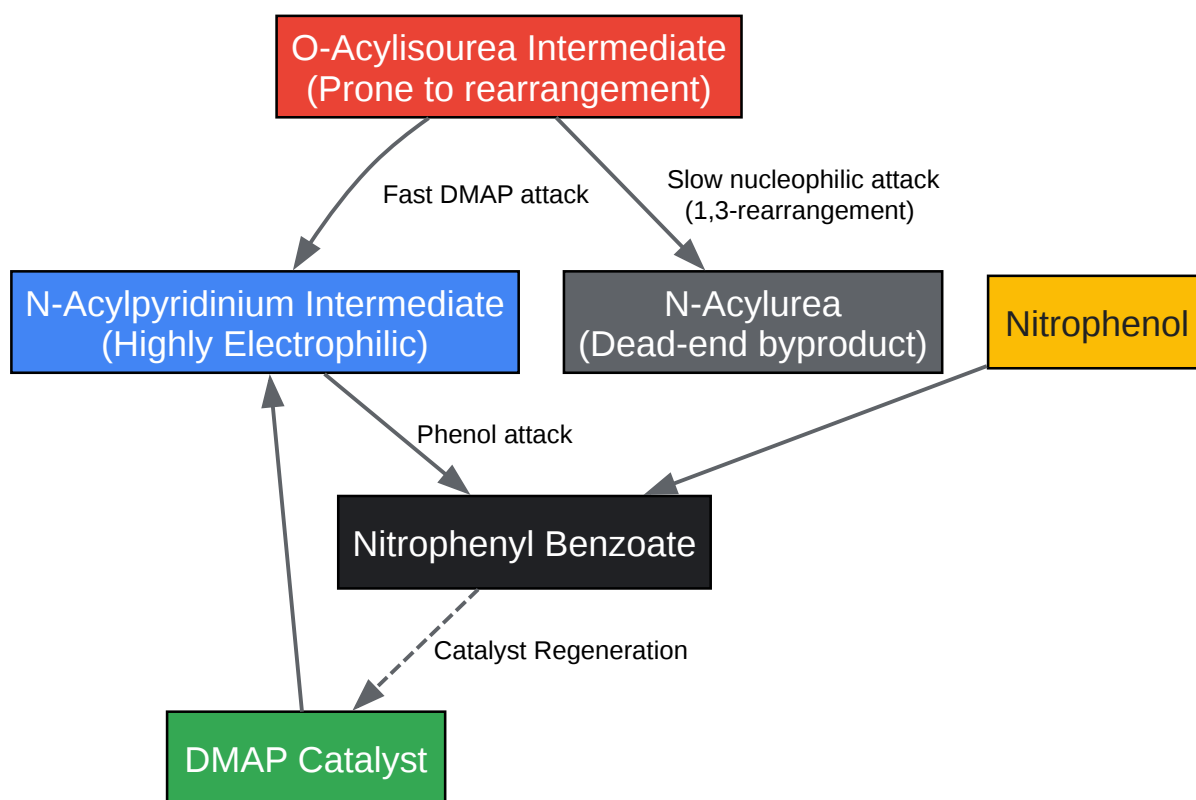 O-Acylisourea Intermediate
(Prone to rearrangement)
Fast DMAP attack
Slow nucleophilic attack
(1,3-rearrangement)
N-Acylpyridinium Intermediate
(Highly Electrophilic)
N-Acylurea
(Dead-end byproduct)
Nitrophenol
Phenol attack
Nitrophenyl Benzoate
Catalyst Regeneration
DMAP Catalyst